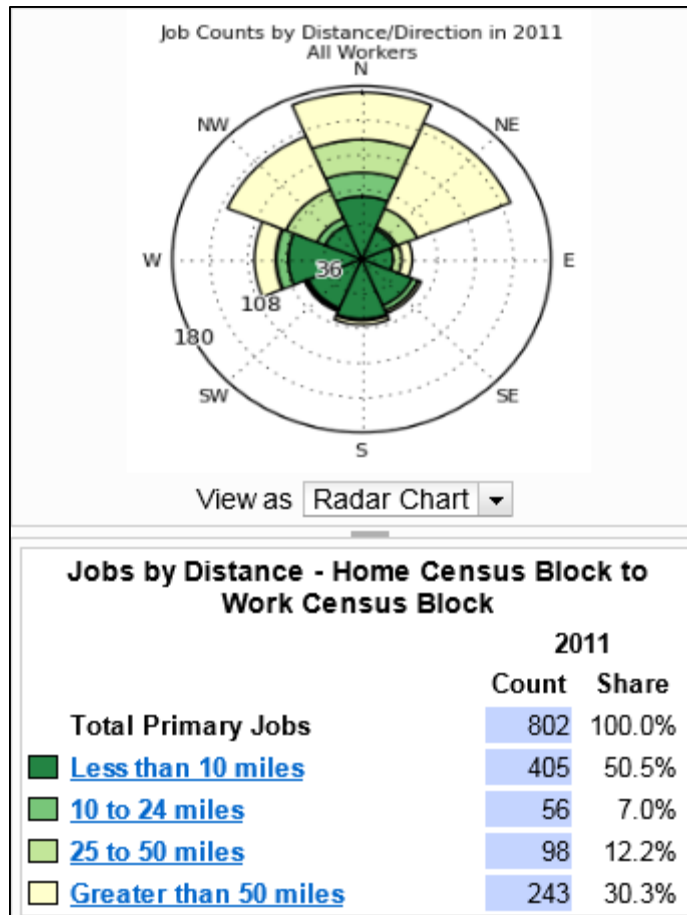 Job Counts by Distance/Direction in 2011
All Workers
N
NW
NE
W
36
E
108
180
SW
SE
S
View as Radar Chart
Jobs by Distance - Home Census Block to
Work Census Block
2011
Count Share
Total Primary Jobs 802 100.0%
Less than 10 miles 405 50.5%
10 to 24 miles 56 7.0%
25 to 50 miles 98 12.2%
Greater than 50 miles 243 30.3%